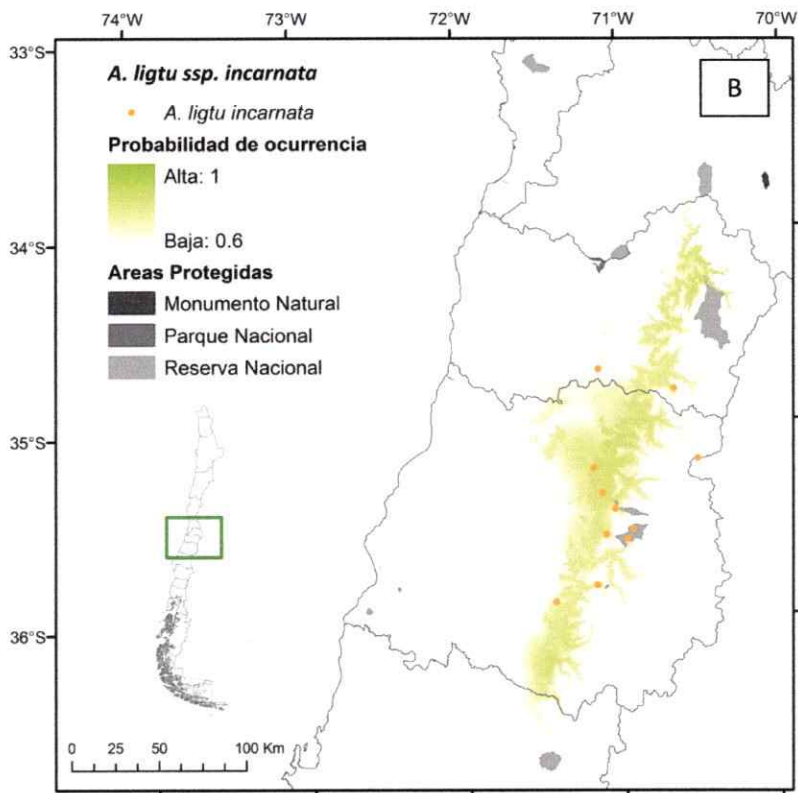 74°W 73°W 72°W 71°W 70°W
33°S
A. ligtu ssp. incarnata
B
A. ligtu incarnata
Probabilidad de ocurrencia
Alta: 1
34°S
Baja: 0.6
Areas Protegidas
Monumento Natural
Parque Nacional
Reserva Nacional
35°S
36°S
0 25 50 100 Km